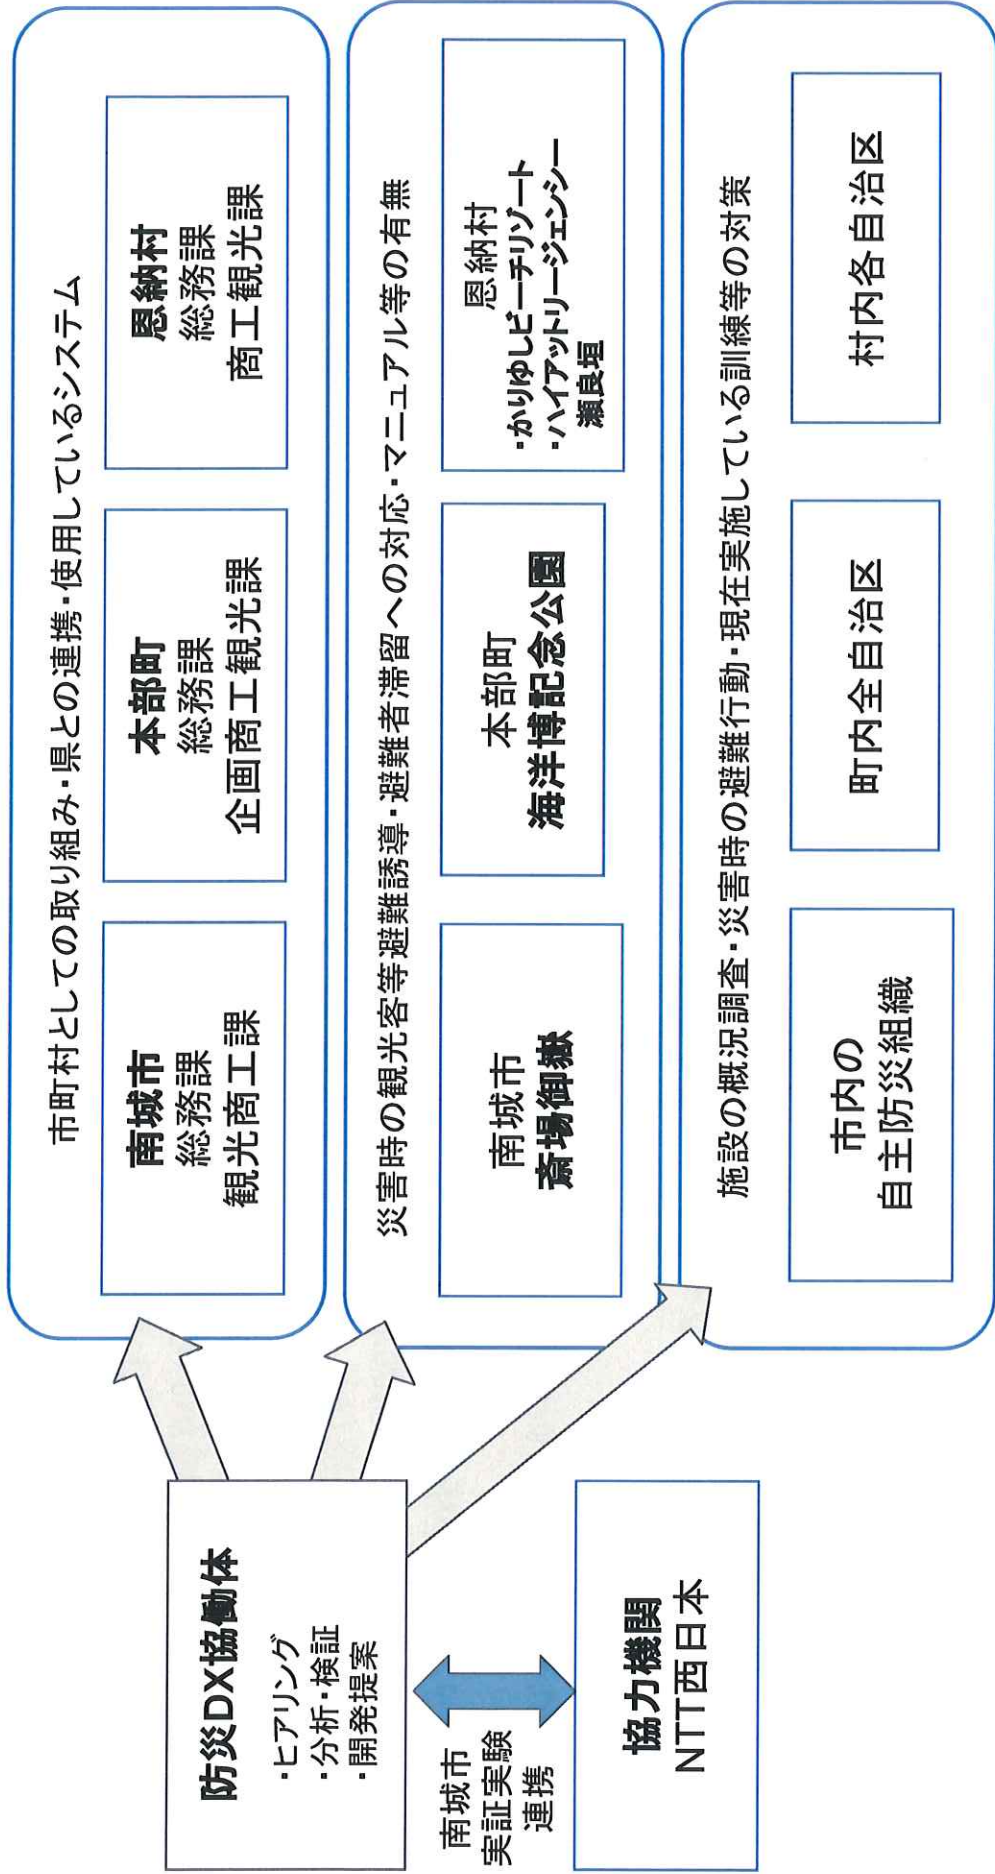 防災DX協働体
・ヒアリング
・分析・検証
・開発提案
南城市
実証実験
連携
協力機関
NTT西日本
市町村としての取り組み・県との連携・使用しているシステム
南城市
総務課
観光商工課
本部町
総務課
企画商工観光課
恩納村
総務課
商工観光課
災害時の観光客等避難誘導・避難者滞留への対応・マニュアル等の有無
南城市
斎場御嶽
本部町
海洋博記念公園
恩納村
・かりゆしビーチリゾート
・ハイアットリージェンシー
瀬良垣
施設の概況調査・災害時の避難行動・現在実施している訓練等の対策
市内の
自主防災組織
町内全自治区
村内各自治区